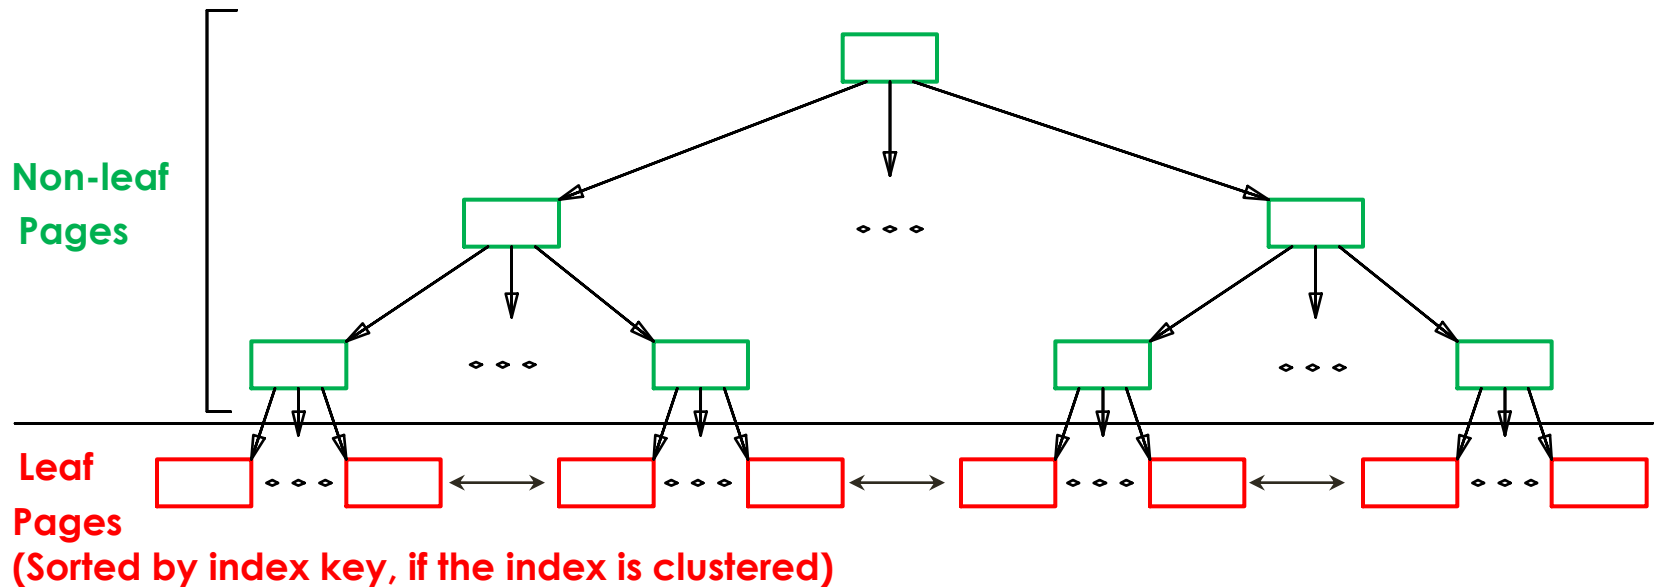 Non-leaf
Pages
Leaf
Pages
(Sorted by index key, if the index is clustered)